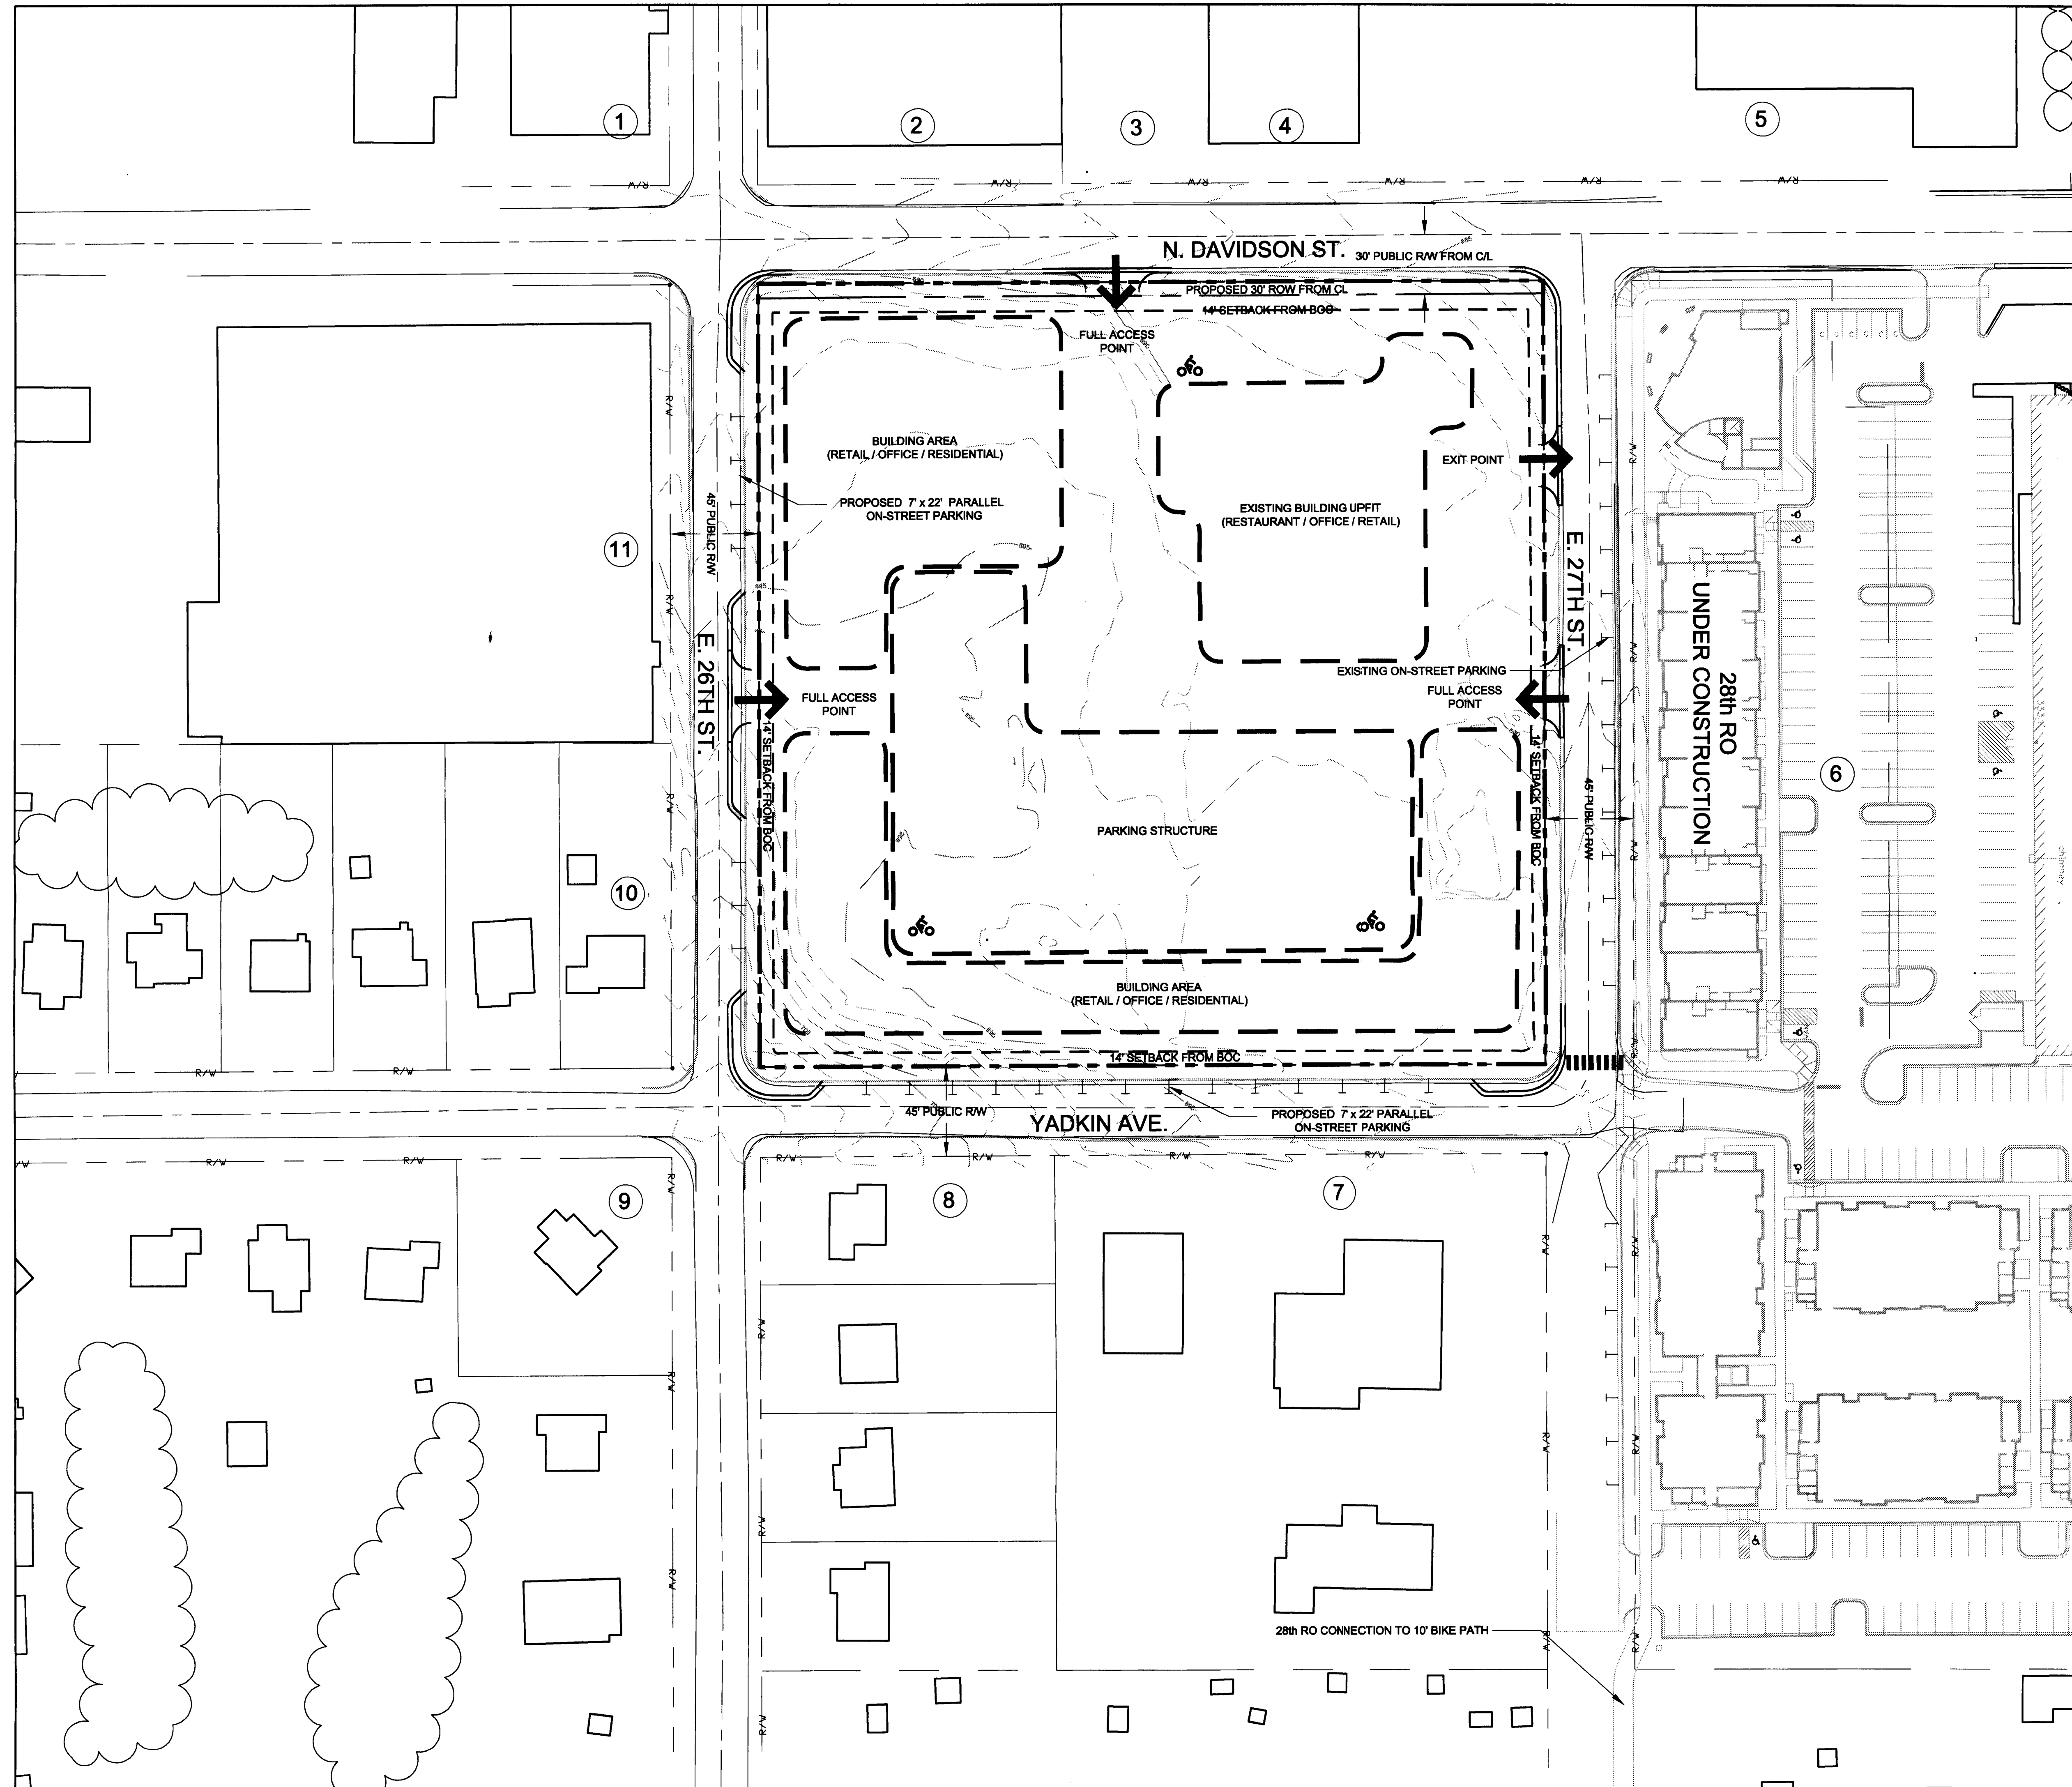 1
2
3
4
5
R/W
R/W
R/W
R/W
R/W
R/W
N. DAVIDSON ST.
30' PUBLIC R/W FROM C/L
PROPOSED 30' ROW FROM CL
14' SETBACK FROM BOC
FULL ACCESS
POINT
BUILDING AREA
(RETAIL / OFFICE / RESIDENTIAL)
EXIT POINT
PROPOSED 7' x 22' PARALLEL
ON-STREET PARKING
EXISTING BUILDING UPFIT
(RESTAURANT / OFFICE / RETAIL)
45' PUBLIC R/W
11
E. 26TH ST.
E. 27TH ST.
EXISTING ON-STREET PARKING
FULL ACCESS
POINT
FULL ACCESS
POINT
28th RO
UNDER CONSTRUCTION
6
14' SETBACK FROM BOC
14' SETBACK FROM BOC
45' PUBLIC R/W
PARKING STRUCTURE
chimney
10
BUILDING AREA
(RETAIL / OFFICE / RESIDENTIAL)
14' SETBACK FROM BOC
R/W
R/W
45' PUBLIC R/W
YADKIN AVE.
PROPOSED 7' x 22' PARALLEL
ON-STREET PARKING
R/W
R/W
R/W
R/W
R/W
R/W
9
8
7
R/W
R/W
R/W
R/W
28th RO CONNECTION TO 10' BIKE PATH
R/W
R/W